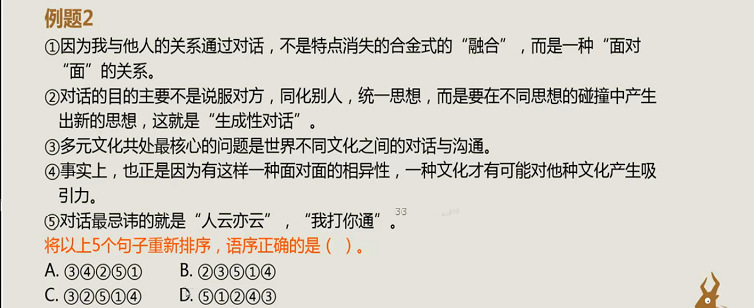 例题2
①因为我与他人的关系通过对话，不是特点消失的合金式的“融合”，而是一种“面对
“面”的关系。
②对话的目的主要不是说服对方，同化别人，统一思想，而是要在不同思想的碰撞中产生
出新的思想，这就是“生成性对话”。
③多元文化共处最核心的问题是世界不同文化之间的对话与沟通。
④事实上，也正是因为有这样一种面对面的相异性，一种文化才有可能对他种文化产生吸
引力。
⑤对话最忌讳的就是“人云亦云”，“我打你通”。
33
将以上5个句子重新排序，语序正确的是（ ）。
A. ③④②⑤① B. ②③⑤①④
C. ③②⑤①④ D. ⑤①②④③